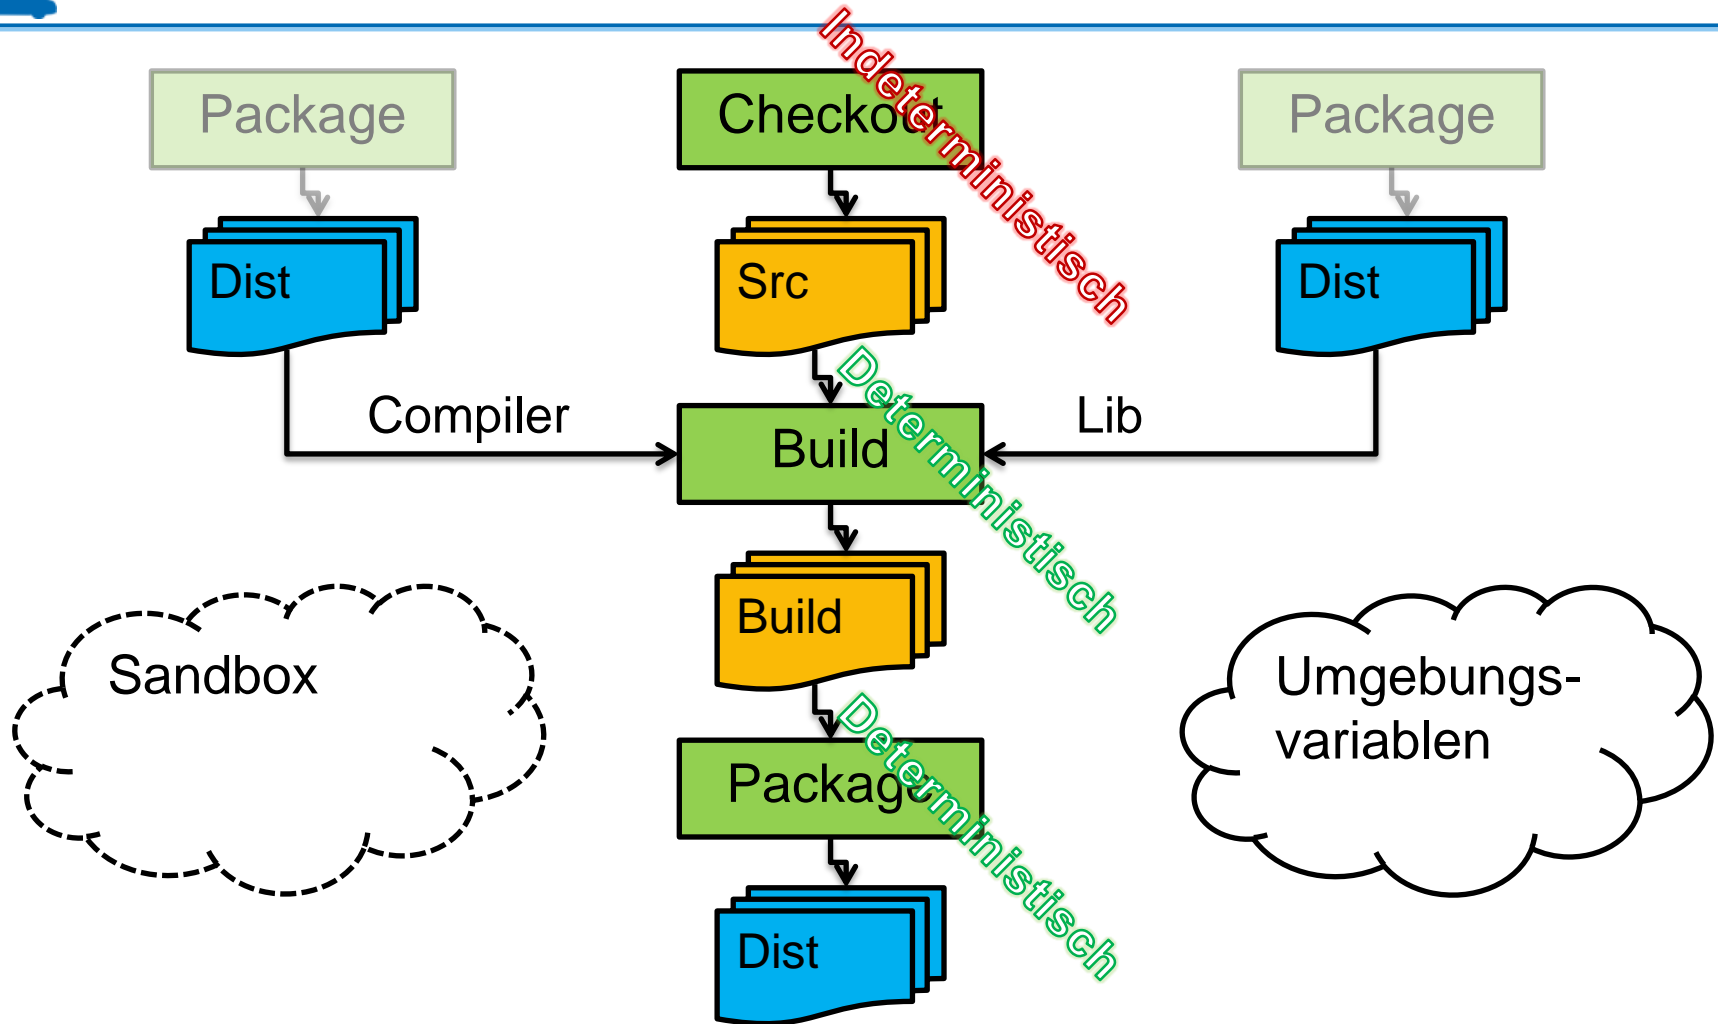 Package
Checkout
Package
Indeterministisch
Dist
Src
Dist
Compiler
Build
Lib
Deterministisch
Build
Sandbox
Umgebungs-
variablen
Package
Deterministisch
Dist